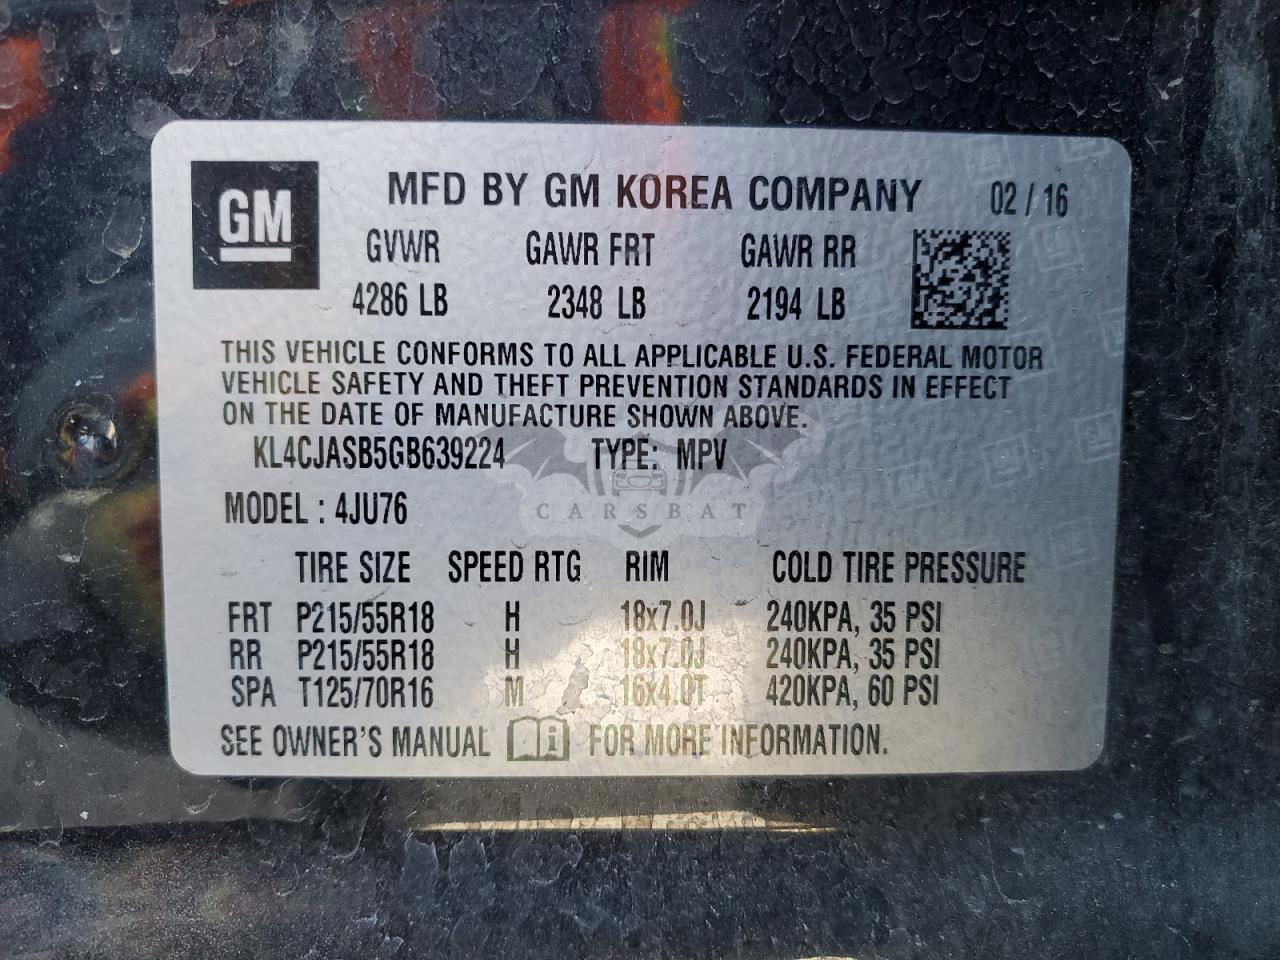 GM
MFD BY GM KOREA COMPANY 02 / 16
GVWR GAWR FRT GAWR RR
4286 LB 2348 LB 2194 LB
THIS VEHICLE CONFORMS TO ALL APPLICABLE U.S. FEDERAL MOTOR
VEHICLE SAFETY AND THEFT PREVENTION STANDARDS IN EFFECT
ON THE DATE OF MANUFACTURE SHOWN ABOVE.
KL4CJASB5GB639224 TYPE: MPV
CARSBAT
MODEL : 4JU76
TIRE SIZE SPEED RTG RIM COLD TIRE PRESSURE
FRT P215/55R18 H 18x7.0J 240KPA, 35 PSI
RR P215/55R18 H 18x7.0J 240KPA, 35 PSI
SPA T125/70R16 M 16x4.0T 420KPA, 60 PSI
SEE OWNER'S MANUAL i FOR MORE INFORMATION.